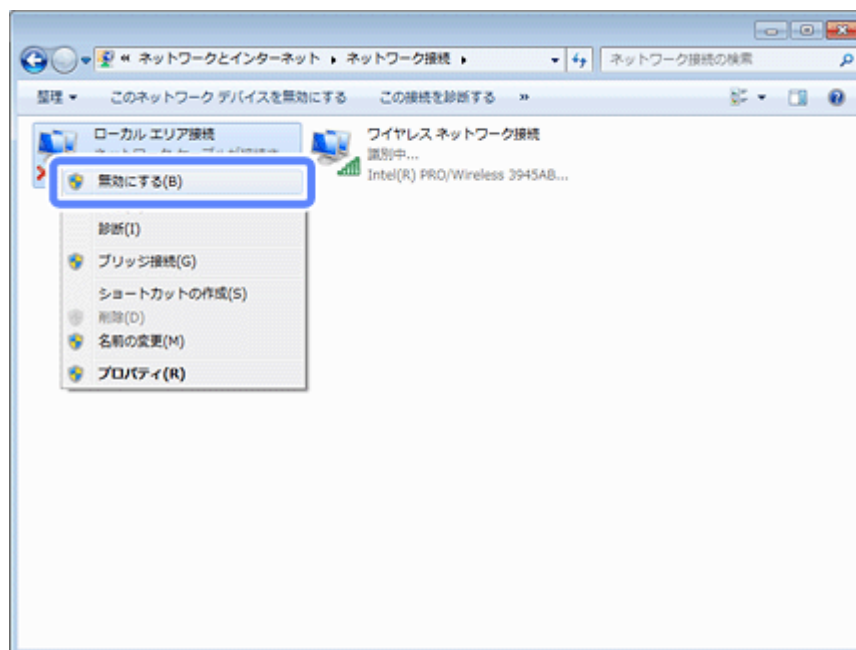 « ネットワークとインターネット ▸ ネットワーク接続 ▸
ネットワーク接続の検索
整理 ▾ このネットワーク デバイスを無効にする この接続を診断する »
ローカル エリア接続
無効にする(B)
診断(I)
ブリッジ接続(G)
ショートカットの作成(S)
削除(D)
名前の変更(M)
プロパティ(R)
ワイヤレス ネットワーク接続
識別中...
Intel(R) PRO/Wireless 3945AB...